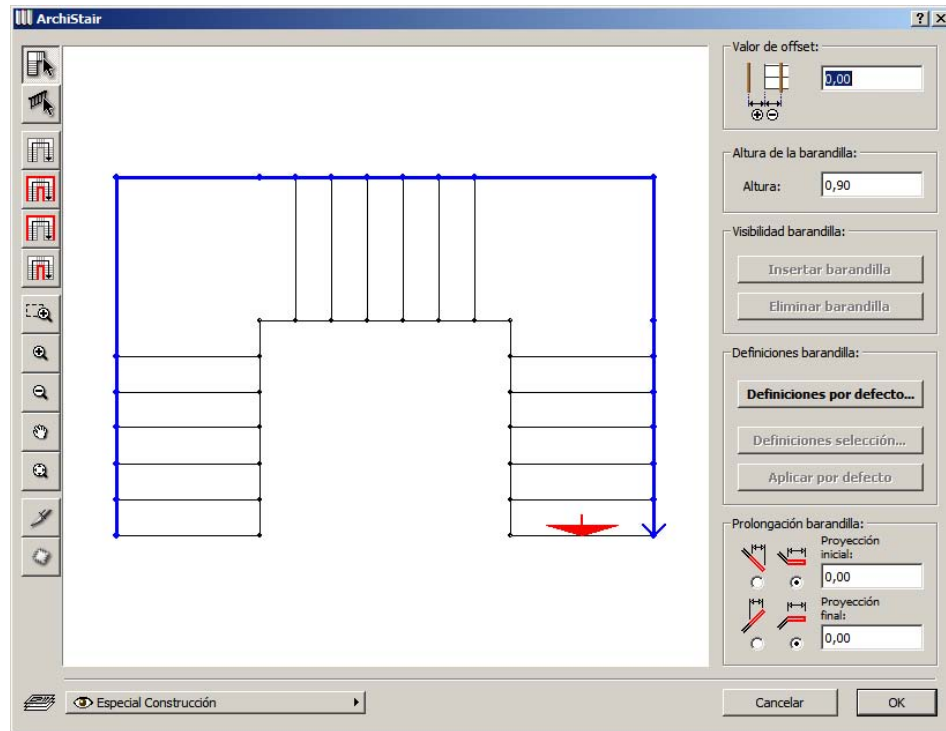 ArchiStair
Valor de offset:
0,00
Altura de la barandilla:
Altura:
0,90
Visibilidad barandilla:
Insertar barandilla
Eliminar barandilla
Definiciones barandilla:
Definiciones por defecto...
Definiciones selección...
Aplicar por defecto
Prolongación barandilla:
Proyección
inicial:
0,00
Proyección
final:
0,00
Especial Construcción
Cancelar
OK